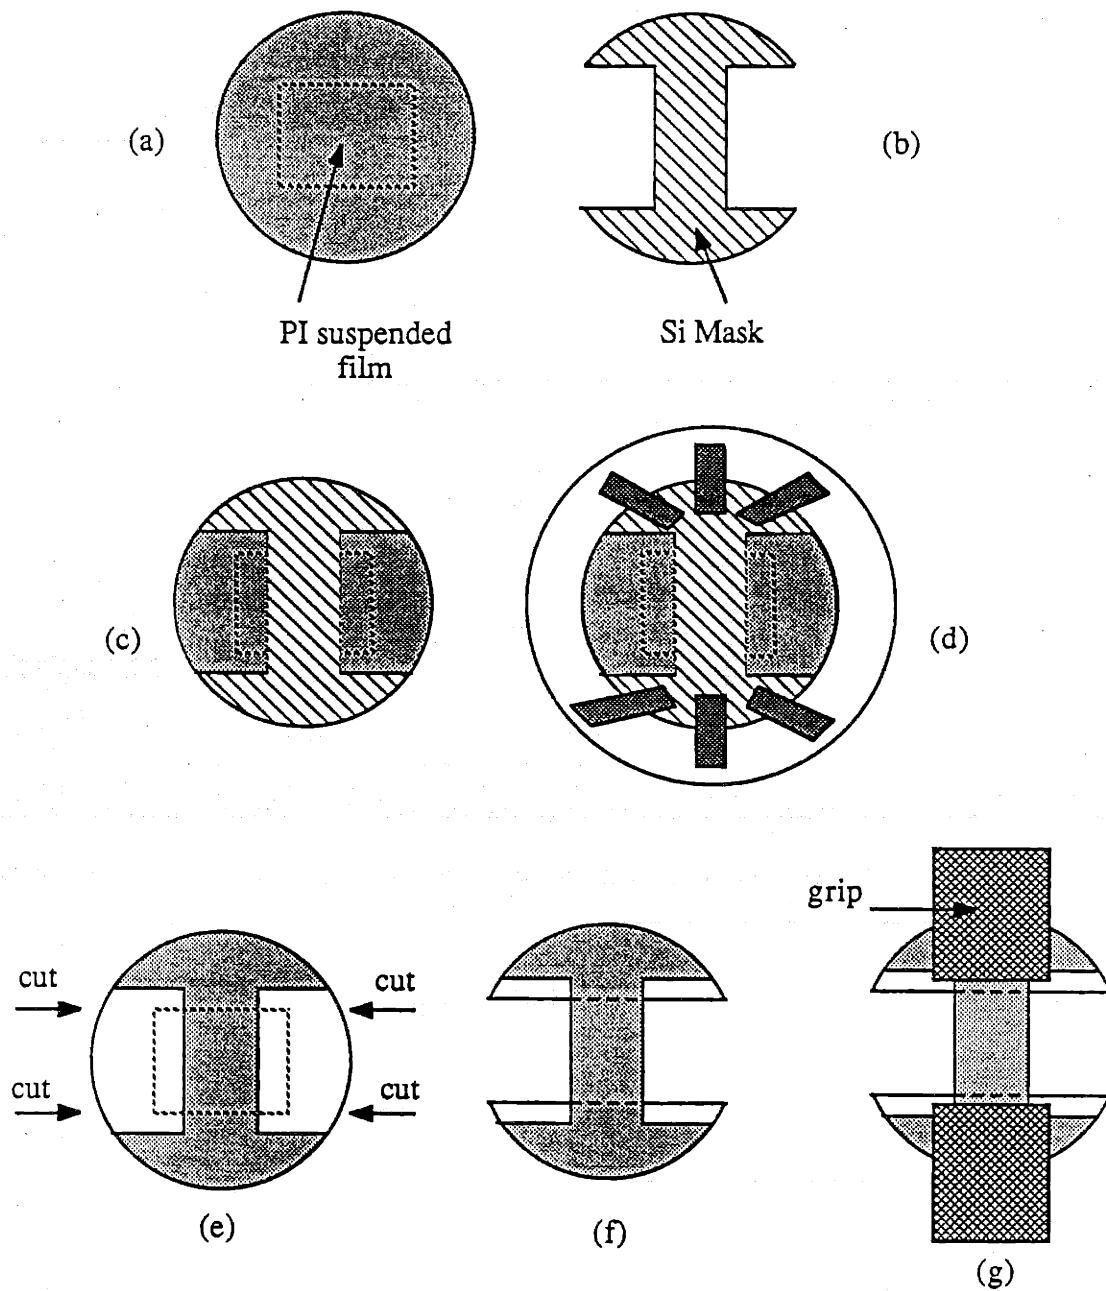 (a)
(b)
PI suspended
film
Si Mask
(c)
(d)
grip
cut
cut
cut
cut
(e)
(f)
(g)